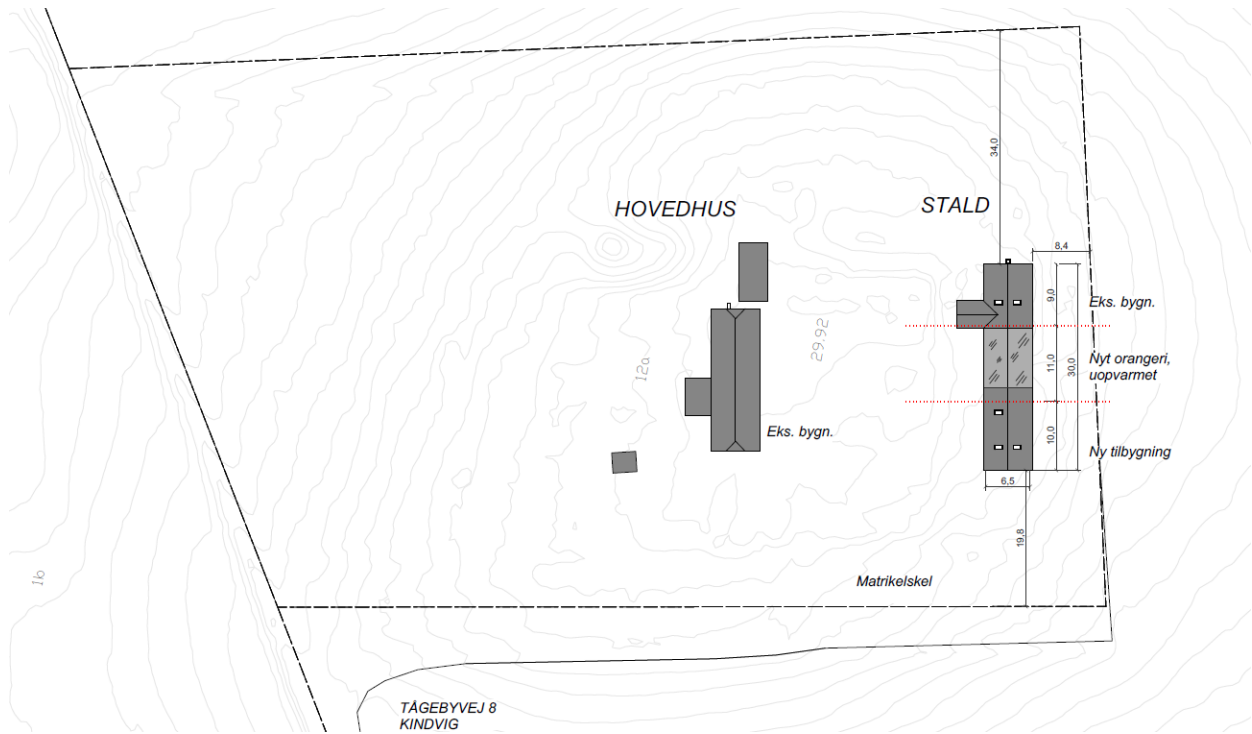 34,0
HOVEDHUS
STALD
8,4
9,0
Eks. bygn.
29.92
12a
11,0
30,0
Nyt orangeri,
uopvarmet
Eks. bygn.
10,0
Ny tilbygning
6,5
19,8
1b
Matrikelskel
TÅGEBYVEJ 8
KINDVIG